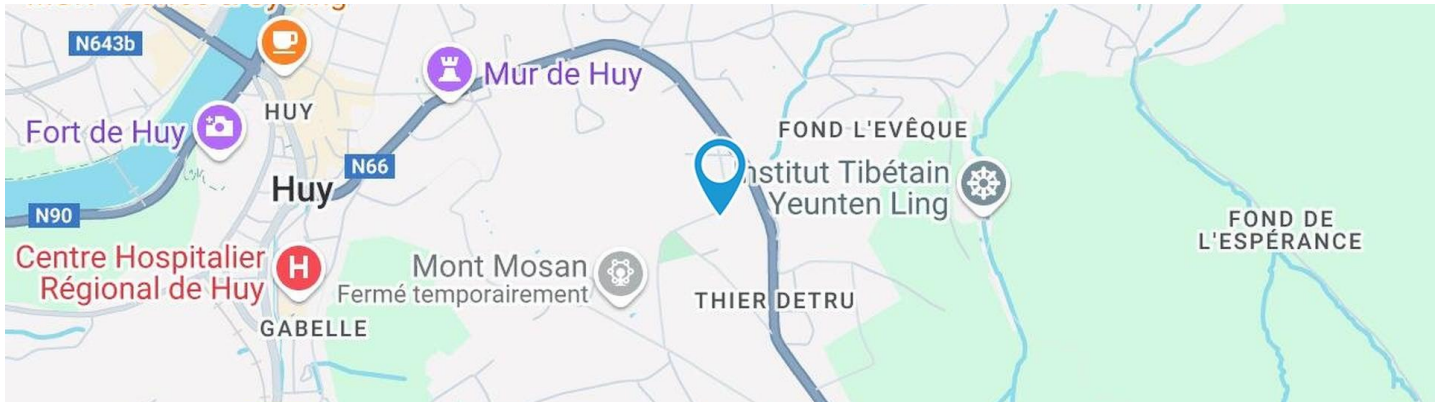 N643b
Mur de Huy
HUY
Fort de Huy
FOND L'EVÊQUE
N66
Institut Tibétain
Yeunten Ling
Huy
N90
FOND DE
L'ESPÉRANCE
Centre Hospitalier
Régional de Huy
H
Mont Mosan
Fermé temporairement
THIER DETRU
GABELLE